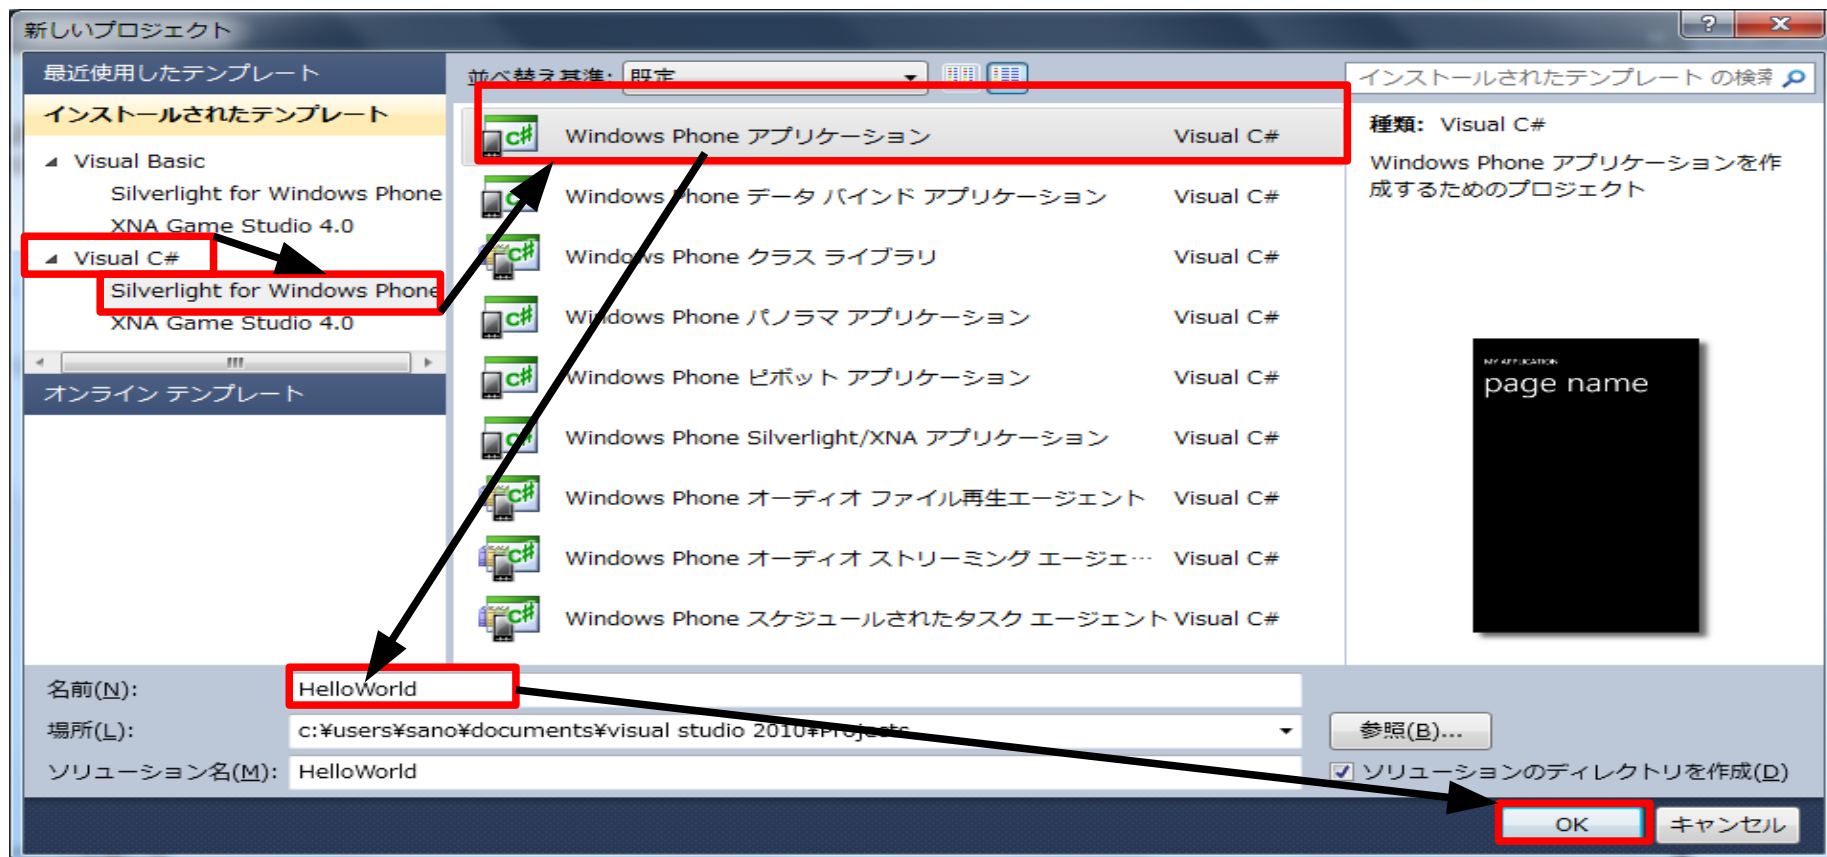 新しいプロジェクト
最近使用したテンプレート
並べ替え基準: 既定
インストールされたテンプレート の検索
インストールされたテンプレート
Visual Basic
Silverlight for Windows Phone
XNA Game Studio 4.0
Visual C#
Silverlight for Windows Phone
XNA Game Studio 4.0
オンライン テンプレート
Windows Phone アプリケーション Visual C#
Windows Phone データ バインド アプリケーション Visual C#
Windows Phone クラス ライブラリ Visual C#
Windows Phone パノラマ アプリケーション Visual C#
Windows Phone ピボット アプリケーション Visual C#
Windows Phone Silverlight/XNA アプリケーション Visual C#
Windows Phone オーディオ ファイル再生エージェント Visual C#
Windows Phone オーディオ ストリーミング エージェ… Visual C#
Windows Phone スケジュールされたタスク エージェント Visual C#
種類: Visual C#
Windows Phone アプリケーションを作
成するためのプロジェクト
MY APPLICATION
page name
名前(N): HelloWorld
場所(L): c:¥users¥sano¥documents¥visual studio 2010¥Projects
参照(B)...
ソリューション名(M): HelloWorld
ソリューションのディレクトリを作成(D)
OK キャンセル